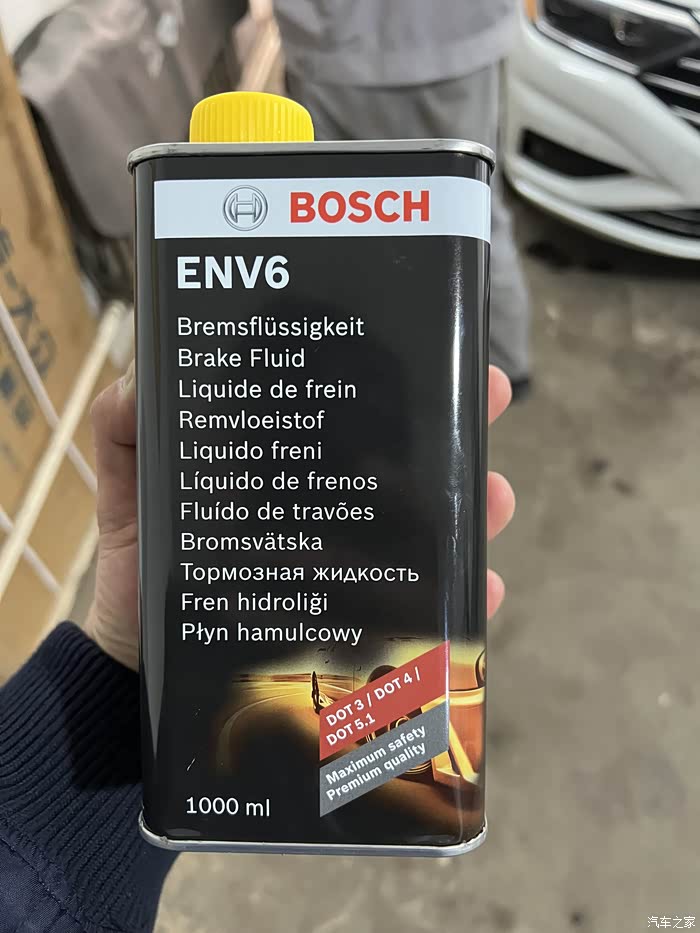 BOSCH
ENV6
Bremsflüssigkeit
Brake Fluid
Liquide de frein
Remvloeistof
Liquido freni
Líquido de frenos
Fluído de travões
Bromsvätska
Тормозная жидкость
Fren hidroliği
Płyn hamulcowy
DOT 3 / DOT 4 /
DOT 5.1
Maximum safety
Premium quality
1000 ml
汽车之家